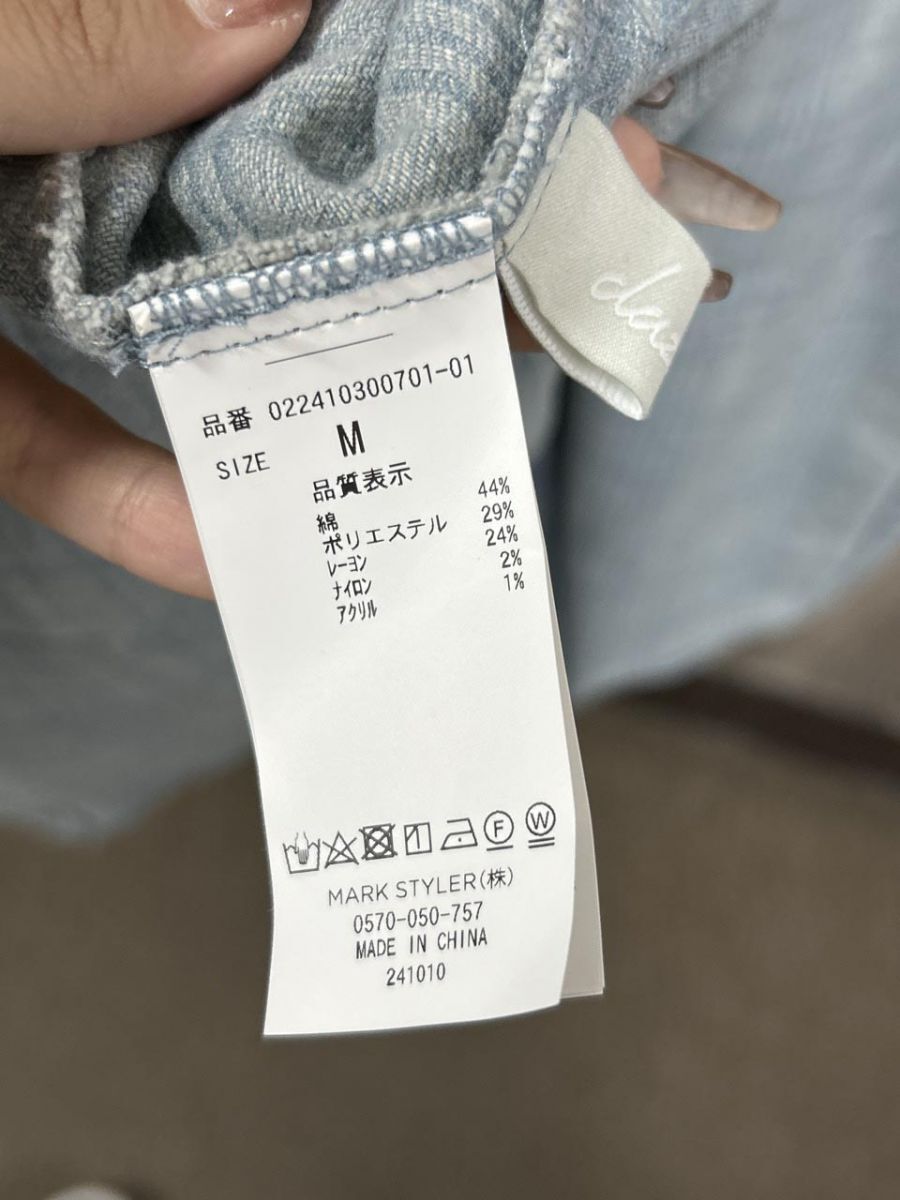 品番 022410300701-01
SIZE M
品質表示
綿 44%
ポリエステル 29%
レーヨン 24%
ナイロン 2%
アクリル 1%
F W
MARK STYLER(株)
0570-050-757
MADE IN CHINA
241010